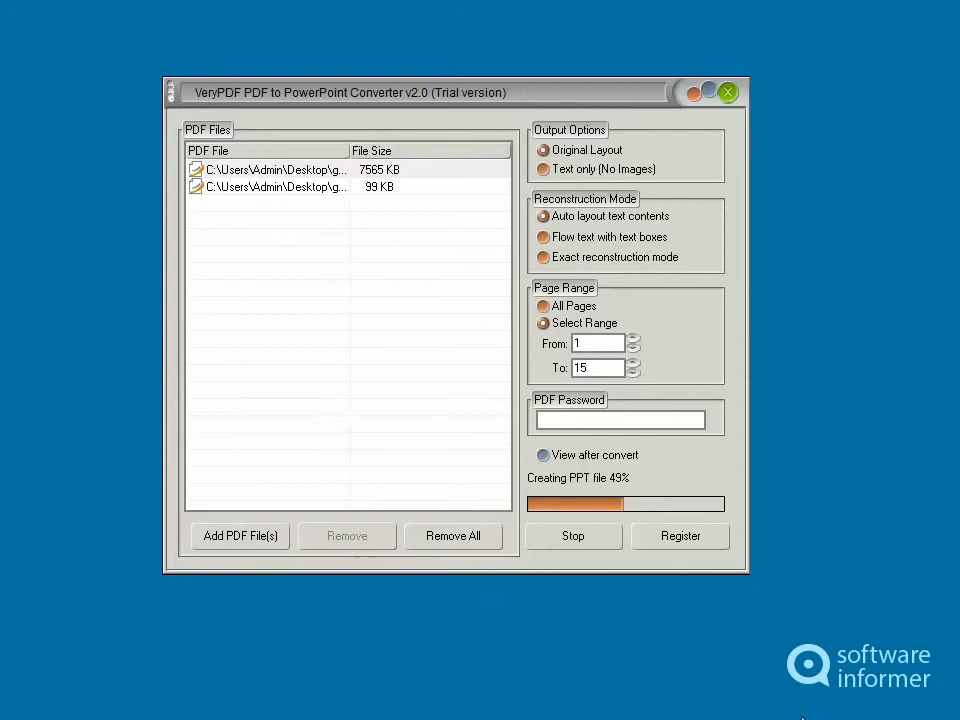 VeryPDF PDF to PowerPoint Converter v2.0 (Trial version)
PDF Files
PDF File File Size
C:\Users\Admin\Desktop\g... 7565 KB
C:\Users\Admin\Desktop\g... 99 KB
Add PDF File(s) Remove Remove All
Output Options
Original Layout
Text only (No Images)
Reconstruction Mode
Auto layout text contents
Flow text with text boxes
Exact reconstruction mode
Page Range
All Pages
Select Range
From: 1
To: 15
PDF Password
View after convert
Creating PPT file 49%
Stop Register
software
informer